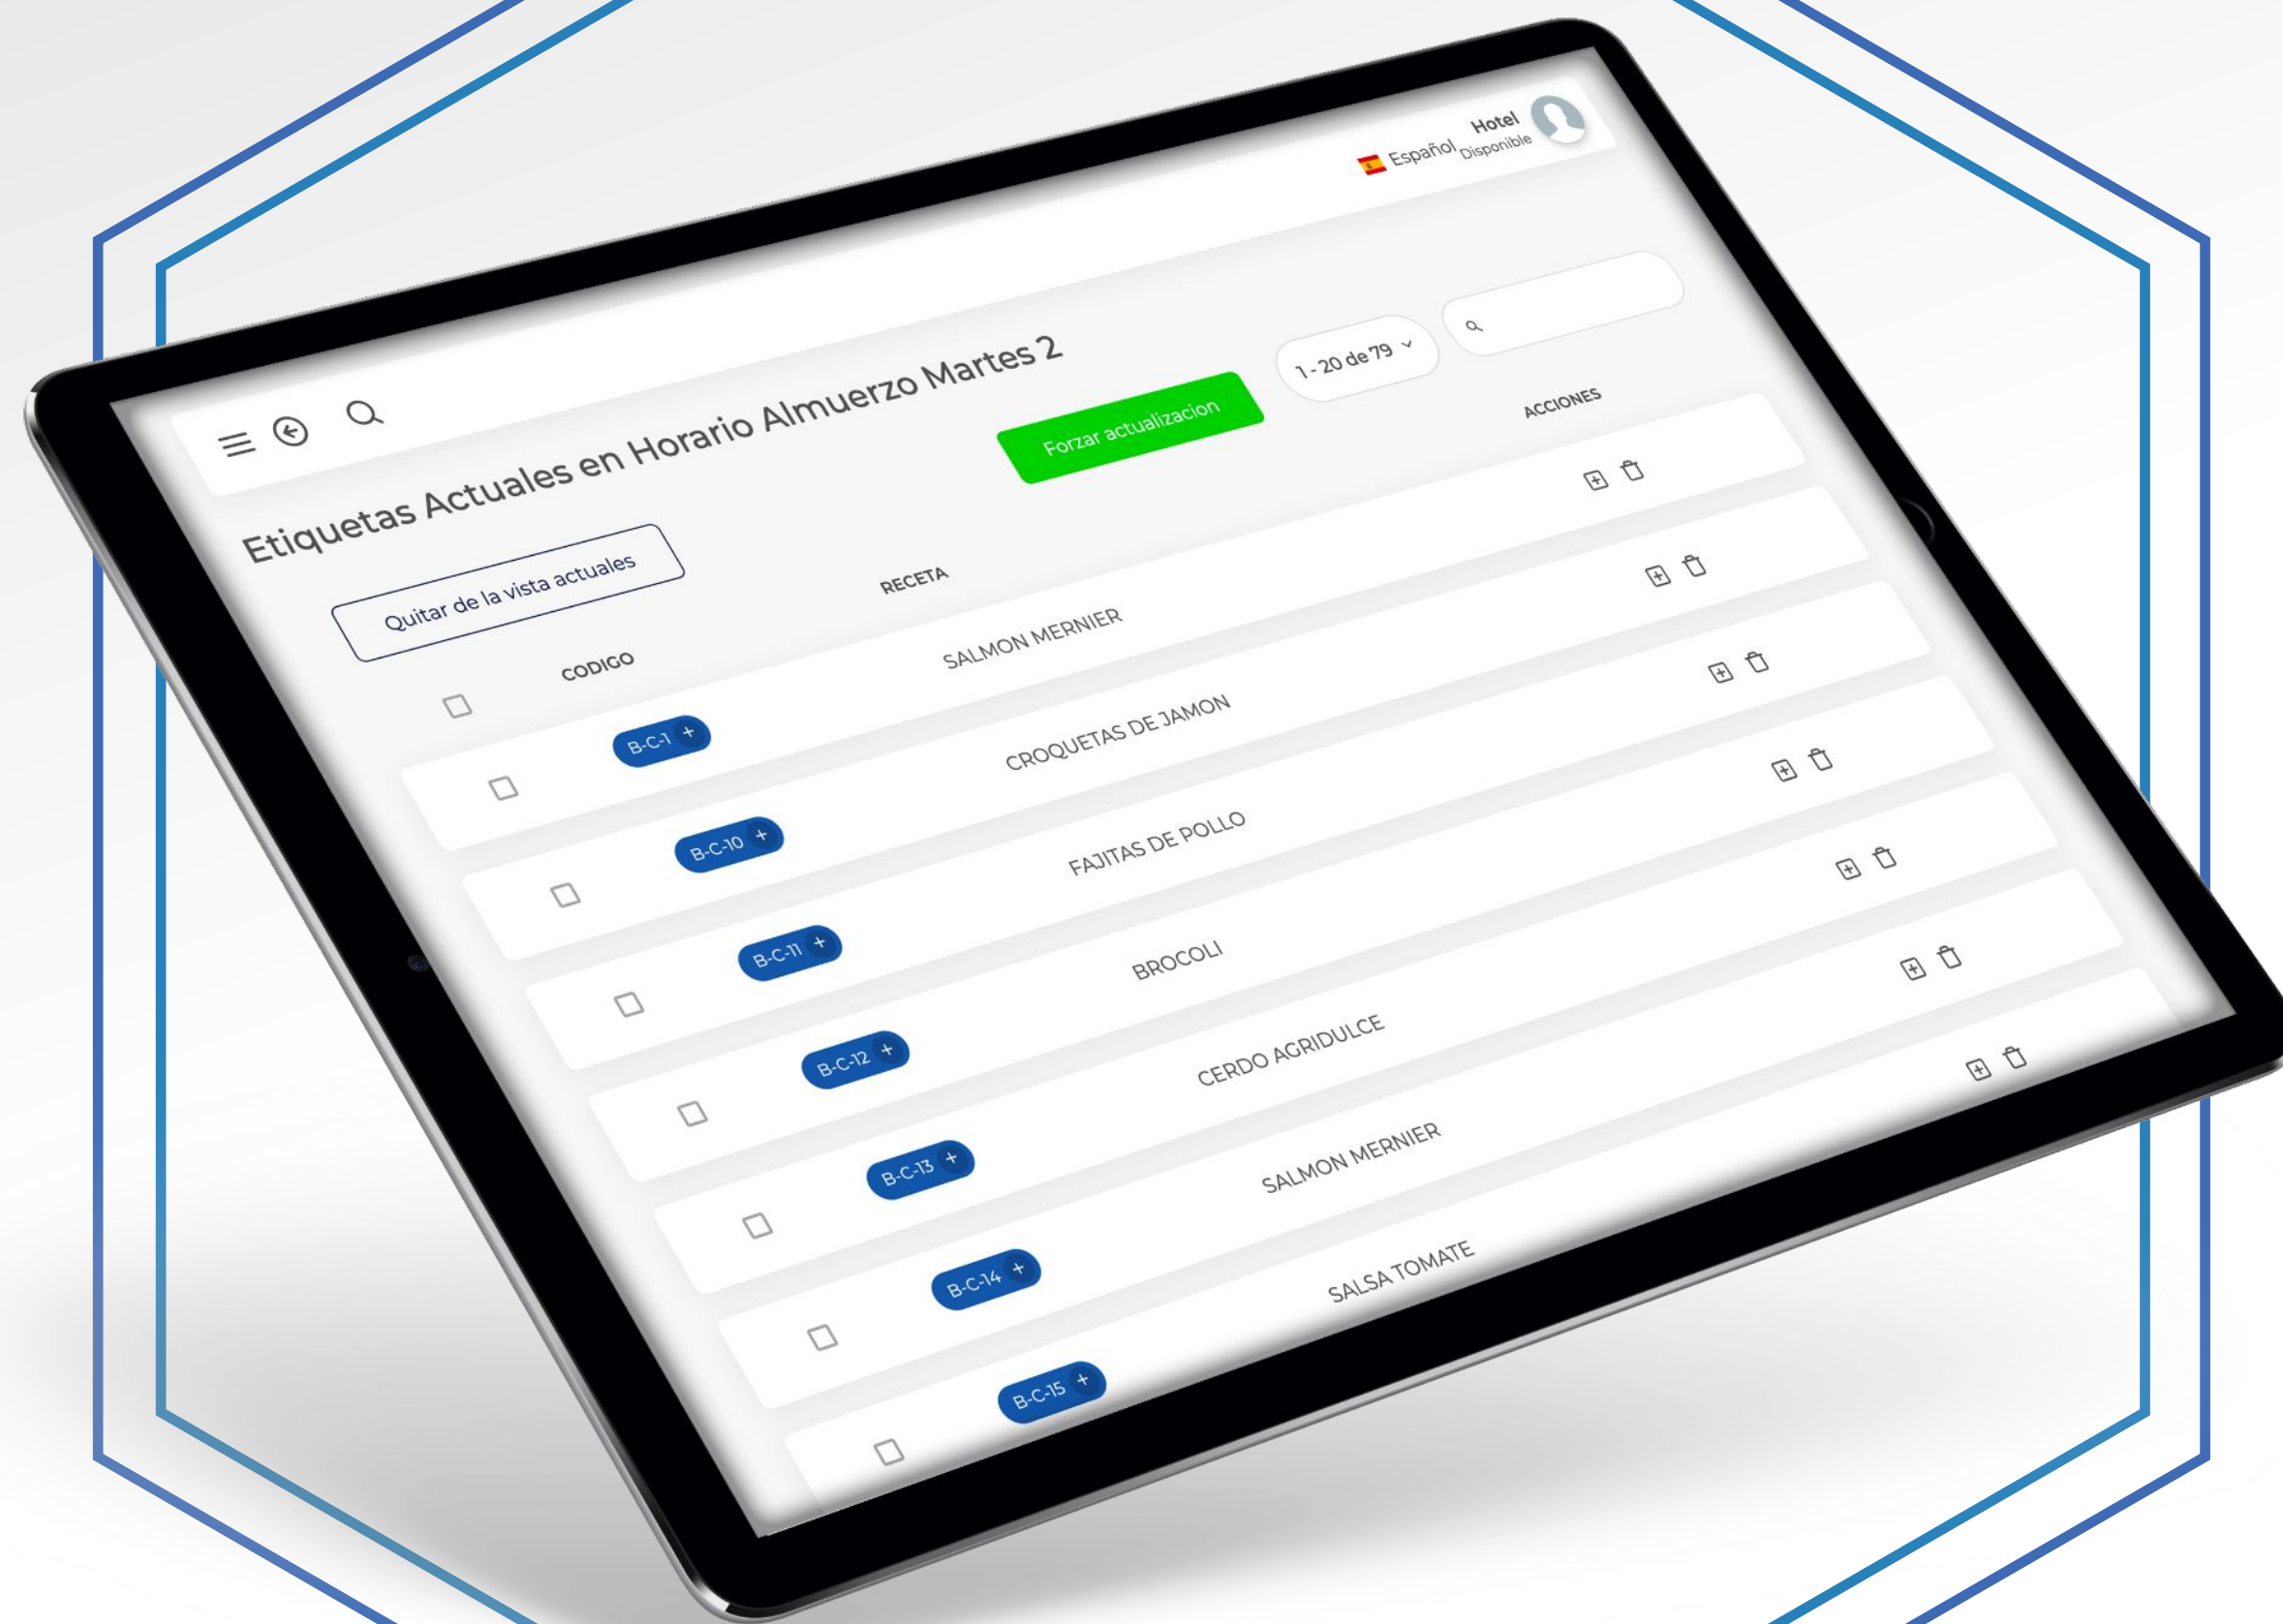 Hotel
Español Disponible
Etiquetas Actuales en Horario Almuerzo Martes 2
Quitar de la vista actuales
Forzar actualizacion
1 - 20 de 79
CODIGO RECETA ACCIONES
B-C-1 + SALMON MERNIER
B-C-10 + CROQUETAS DE JAMON
B-C-11 + FAJITAS DE POLLO
B-C-12 + BROCOLI
B-C-13 + CERDO AGRIDULCE
B-C-14 + SALMON MERNIER
B-C-15 + SALSA TOMATE